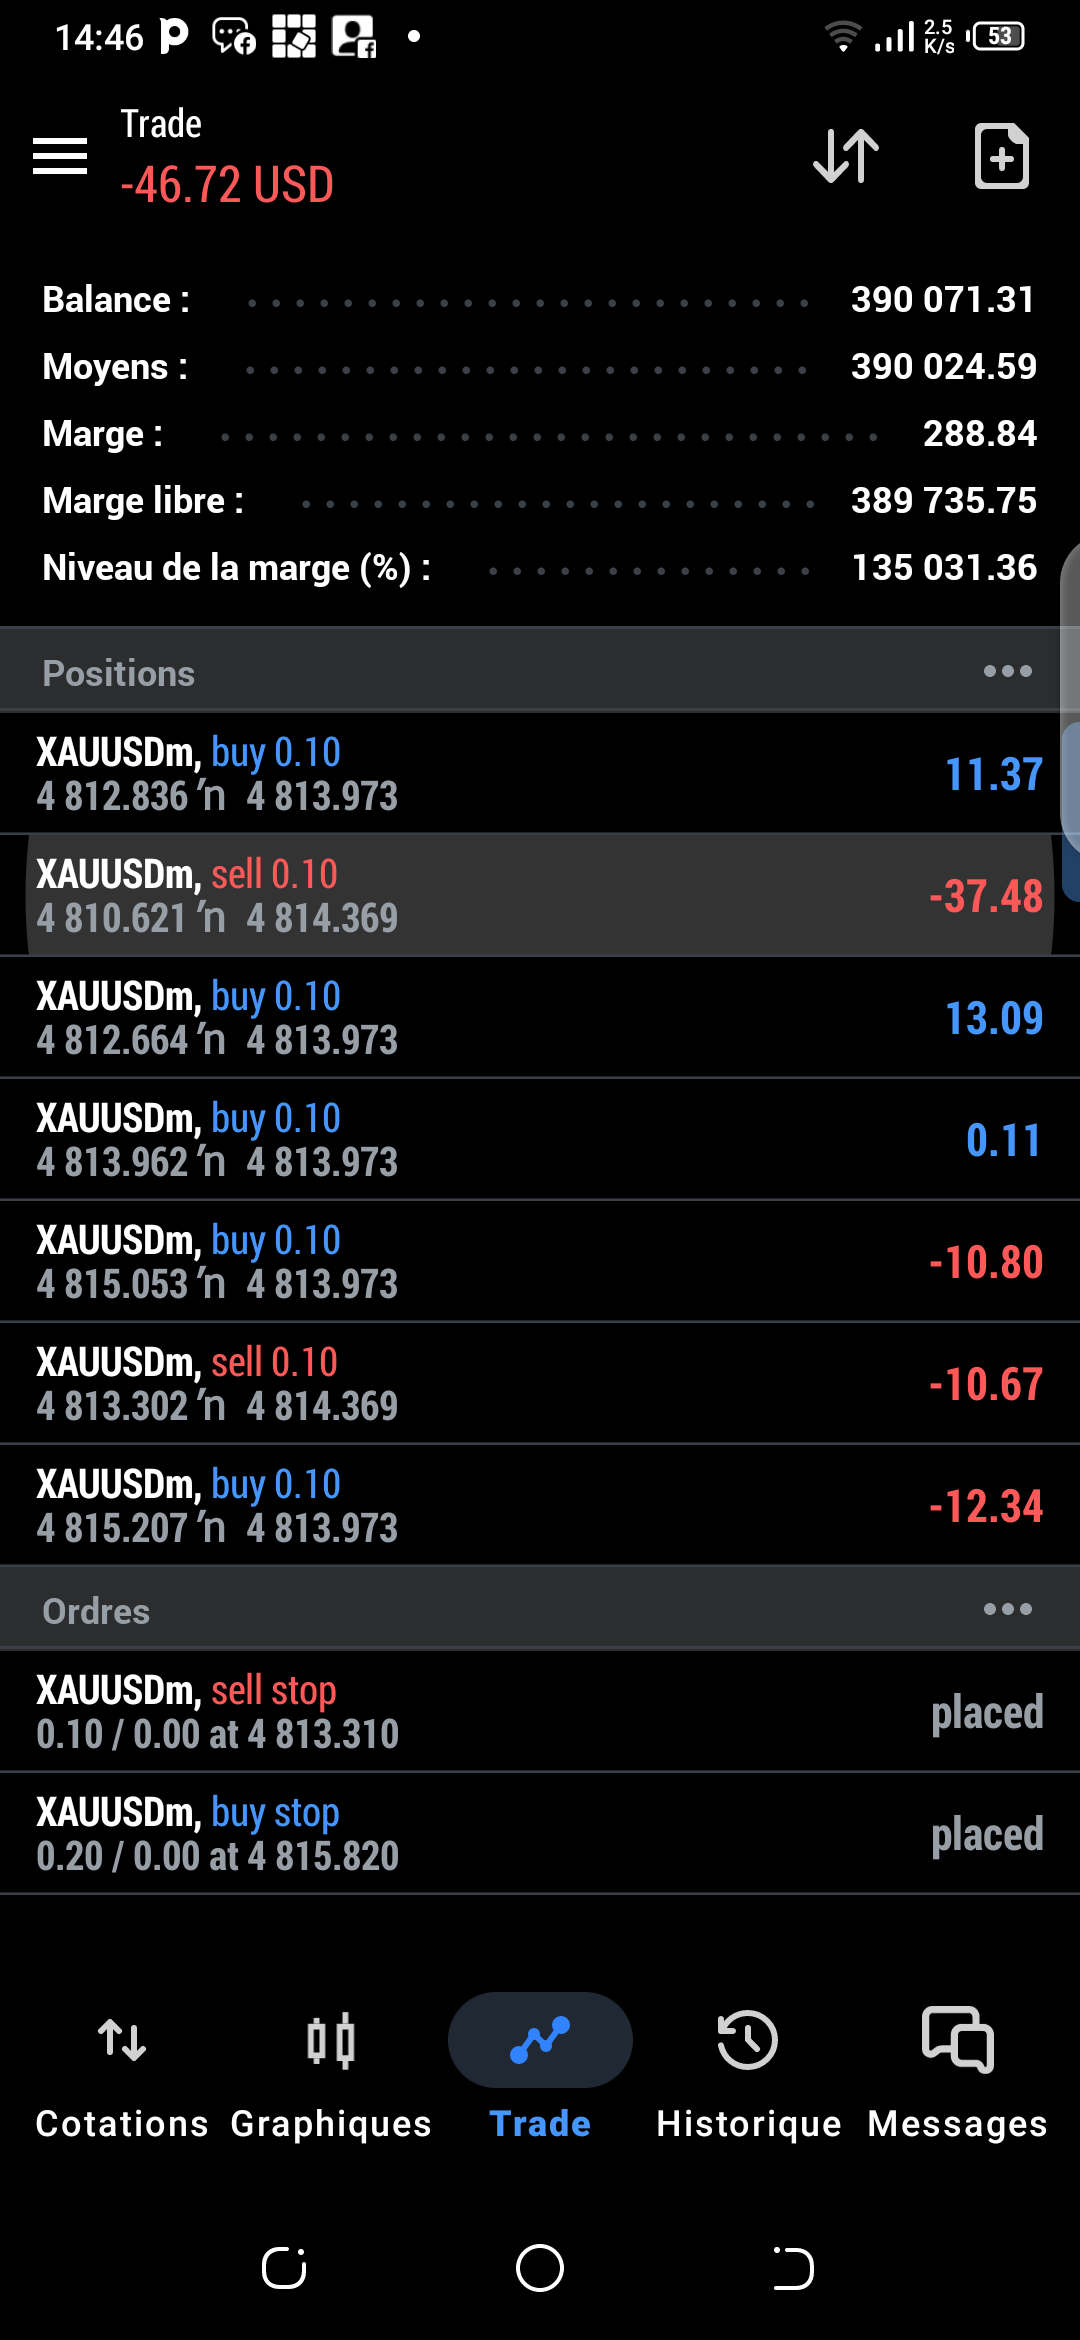 14:46
2.5 K/s
53
Trade
-46.72 USD
Balance : 390 071.31
Moyens : 390 024.59
Marge : 288.84
Marge libre : 389 735.75
Niveau de la marge (%) : 135 031.36
Positions
XAUUSDm, buy 0.10
4 812.836 ’n 4 813.973
11.37
XAUUSDm, sell 0.10
4 810.621 ’n 4 814.369
-37.48
XAUUSDm, buy 0.10
4 812.664 ’n 4 813.973
13.09
XAUUSDm, buy 0.10
4 813.962 ’n 4 813.973
0.11
XAUUSDm, buy 0.10
4 815.053 ’n 4 813.973
-10.80
XAUUSDm, sell 0.10
4 813.302 ’n 4 814.369
-10.67
XAUUSDm, buy 0.10
4 815.207 ’n 4 813.973
-12.34
Ordres
XAUUSDm, sell stop
0.10 / 0.00 at 4 813.310
placed
XAUUSDm, buy stop
0.20 / 0.00 at 4 815.820
placed
Cotations
Graphiques
Trade
Historique
Messages